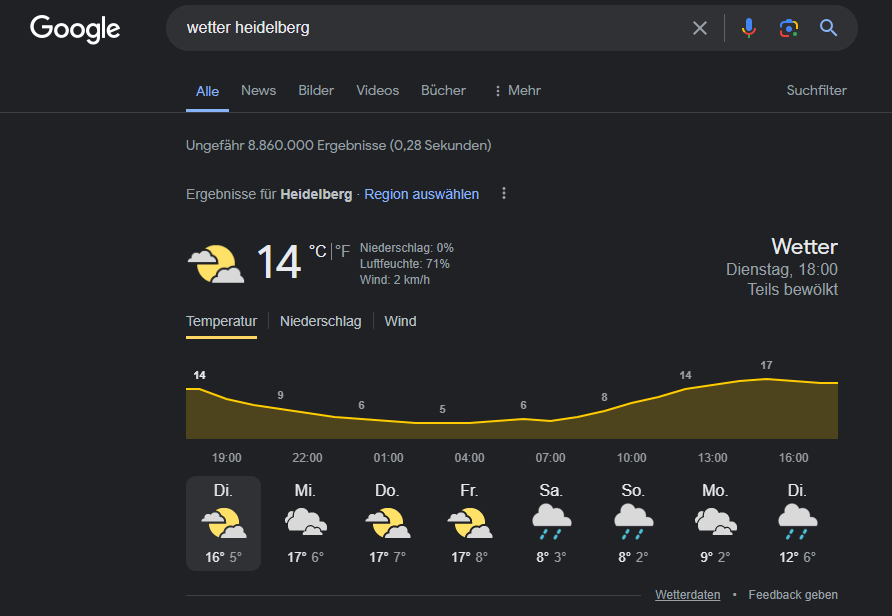 Google
wetter heidelberg
Alle News Bilder Videos Bücher Mehr Suchfilter
Ungefähr 8.860.000 Ergebnisse (0,28 Sekunden)
Ergebnisse für Heidelberg · Region auswählen
14 °C | °F
Niederschlag: 0%
Luftfeuchte: 71%
Wind: 2 km/h
Wetter
Dienstag, 18:00
Teils bewölkt
Temperatur | Niederschlag | Wind
14 9 6 5 6 8 14 17
19:00 22:00 01:00 04:00 07:00 10:00 13:00 16:00
Di. Mi. Do. Fr. Sa. So. Mo. Di.
16° 5° 17° 6° 17° 7° 17° 8° 8° 3° 8° 2° 9° 2° 12° 6°
Wetterdaten • Feedback geben